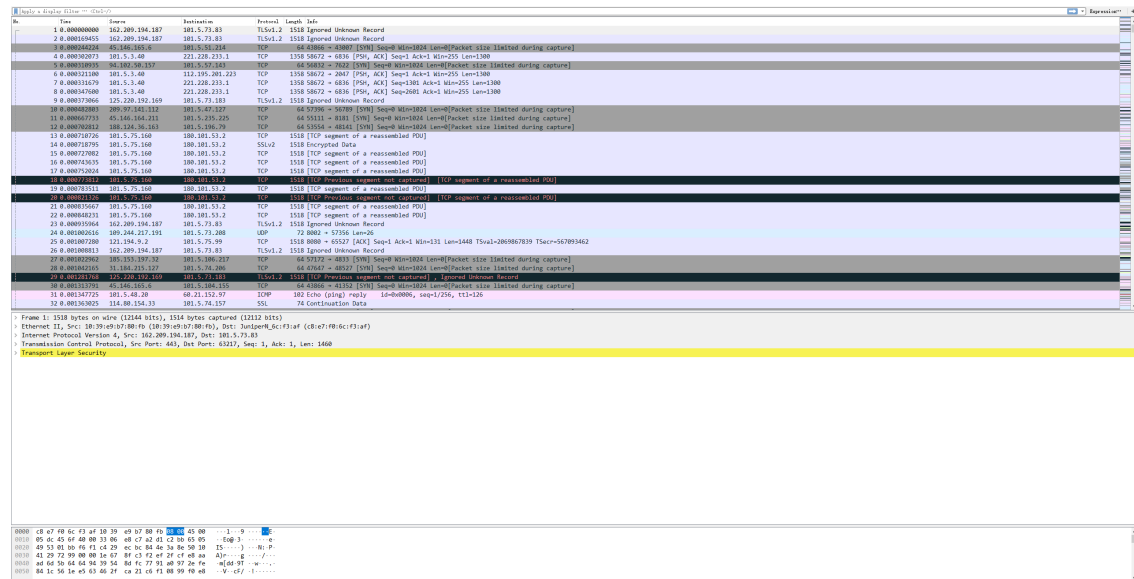 Apply a display filter ... <Ctrl-/>
Expression…
No. Time Source Destination Protocol Length Info
1 0.000000000 162.209.194.187 101.5.73.83 TLSv1.2 1518 Ignored Unknown Record
2 0.000169455 162.209.194.187 101.5.73.83 TLSv1.2 1518 Ignored Unknown Record
3 0.000244224 45.146.165.6 101.5.51.214 TCP 64 43866 → 43007 [SYN] Seq=0 Win=1024 Len=0[Packet size limited during capture]
4 0.000302073 101.5.3.40 221.228.233.1 TCP 1358 58672 → 6836 [PSH, ACK] Seq=1 Ack=1 Win=255 Len=1300
5 0.000310935 94.102.50.157 101.5.57.143 TCP 64 56832 → 7622 [SYN] Seq=0 Win=1024 Len=0[Packet size limited during capture]
6 0.000321100 101.5.3.40 112.195.201.223 TCP 1358 58672 → 2047 [PSH, ACK] Seq=1 Ack=1 Win=255 Len=1300
7 0.000331679 101.5.3.40 221.228.233.1 TCP 1358 58672 → 6836 [PSH, ACK] Seq=1301 Ack=1 Win=255 Len=1300
8 0.000347600 101.5.3.40 221.228.233.1 TCP 1358 58672 → 6836 [PSH, ACK] Seq=2601 Ack=1 Win=255 Len=1300
9 0.000373066 125.220.192.169 101.5.73.183 TLSv1.2 1518 Ignored Unknown Record
10 0.000482803 209.97.141.112 101.5.47.127 TCP 64 57396 → 56789 [SYN] Seq=0 Win=1024 Len=0[Packet size limited during capture]
11 0.000667733 45.146.164.211 101.5.235.225 TCP 64 55111 → 8181 [SYN] Seq=0 Win=1024 Len=0[Packet size limited during capture]
12 0.000702812 188.124.36.163 101.5.196.79 TCP 64 53554 → 48141 [SYN] Seq=0 Win=1024 Len=0[Packet size limited during capture]
13 0.000710726 101.5.75.160 180.101.53.2 TCP 1518 [TCP segment of a reassembled PDU]
14 0.000718795 101.5.75.160 180.101.53.2 SSLv2 1518 Encrypted Data
15 0.000727082 101.5.75.160 180.101.53.2 TCP 1518 [TCP segment of a reassembled PDU]
16 0.000743635 101.5.75.160 180.101.53.2 TCP 1518 [TCP segment of a reassembled PDU]
17 0.000752024 101.5.75.160 180.101.53.2 TCP 1518 [TCP segment of a reassembled PDU]
18 0.000773812 101.5.75.160 180.101.53.2 TCP 1518 [TCP Previous segment not captured] [TCP segment of a reassembled PDU]
19 0.000783511 101.5.75.160 180.101.53.2 TCP 1518 [TCP segment of a reassembled PDU]
20 0.000821326 101.5.75.160 180.101.53.2 TCP 1518 [TCP Previous segment not captured] [TCP segment of a reassembled PDU]
21 0.000835667 101.5.75.160 180.101.53.2 TCP 1518 [TCP segment of a reassembled PDU]
22 0.000848231 101.5.75.160 180.101.53.2 TCP 1518 [TCP segment of a reassembled PDU]
23 0.000935964 162.209.194.187 101.5.73.83 TLSv1.2 1518 Ignored Unknown Record
24 0.001002616 109.244.217.191 101.5.73.208 UDP 72 8002 → 57356 Len=26
25 0.001007280 121.194.9.2 101.5.75.99 TCP 1518 8080 → 65527 [ACK] Seq=1 Ack=1 Win=131 Len=1448 TSval=2069867839 TSecr=567093462
26 0.001008813 162.209.194.187 101.5.73.83 TLSv1.2 1518 Ignored Unknown Record
27 0.001022962 185.153.197.32 101.5.106.217 TCP 64 57172 → 4833 [SYN] Seq=0 Win=1024 Len=0[Packet size limited during capture]
28 0.001042165 31.184.215.127 101.5.74.206 TCP 64 47647 → 48527 [SYN] Seq=0 Win=1024 Len=0[Packet size limited during capture]
29 0.001281768 125.220.192.169 101.5.73.183 TLSv1.2 1518 [TCP Previous segment not captured] , Ignored Unknown Record
30 0.001313791 45.146.165.6 101.5.104.155 TCP 64 43866 → 41352 [SYN] Seq=0 Win=1024 Len=0[Packet size limited during capture]
31 0.001347725 101.5.48.20 60.21.152.97 ICMP 102 Echo (ping) reply id=0x0006, seq=1/256, ttl=126
32 0.001363025 114.80.154.33 101.5.74.157 SSL 74 Continuation Data
Frame 1: 1518 bytes on wire (12144 bits), 1514 bytes captured (12112 bits)
Ethernet II, Src: 10:39:e9:b7:80:fb (10:39:e9:b7:80:fb), Dst: JuniperN_6c:f3:af (c8:e7:f0:6c:f3:af)
Internet Protocol Version 4, Src: 162.209.194.187, Dst: 101.5.73.83
Transmission Control Protocol, Src Port: 443, Dst Port: 63217, Seq: 1, Ack: 1, Len: 1460
Transport Layer Security
0000 c8 e7 f0 6c f3 af 10 39 e9 b7 80 fb 08 00 45 00
0010 05 dc 45 6f 40 00 33 06 e8 c7 a2 d1 c2 bb 65 05
0020 49 53 01 bb f6 f1 c4 29 ec bc 84 4e 3a 8e 50 10
0030 41 29 72 99 00 00 1e 67 8f c3 f2 ef 2f cf e8 aa
0040 ad 6d 5b 64 64 94 39 54 8d fc 77 91 a0 97 2e fe
0050 84 1c 56 1e e5 63 46 2f ca 21 c6 f1 08 99 f0 e8